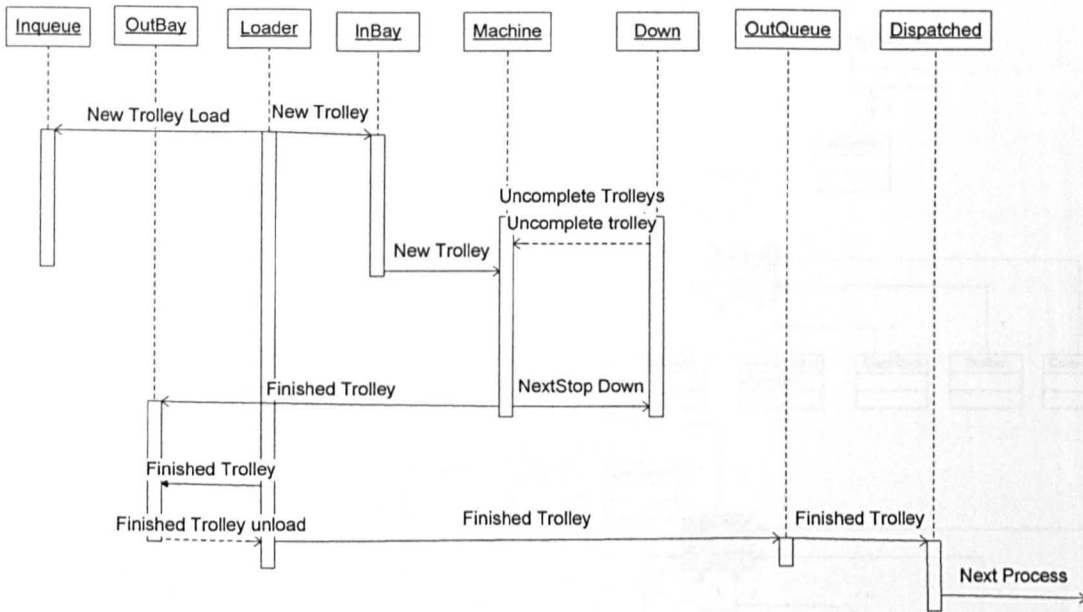 Inqueue
OutBay
Loader
InBay
Machine
Down
OutQueue
Dispatched
New Trolley Load
New Trolley
Uncomplete Trolleys
Uncomplete trolley
New Trolley
Finished Trolley
NextStop Down
Finished Trolley
Finished Trolley unload
Finished Trolley
Finished Trolley
Next Process